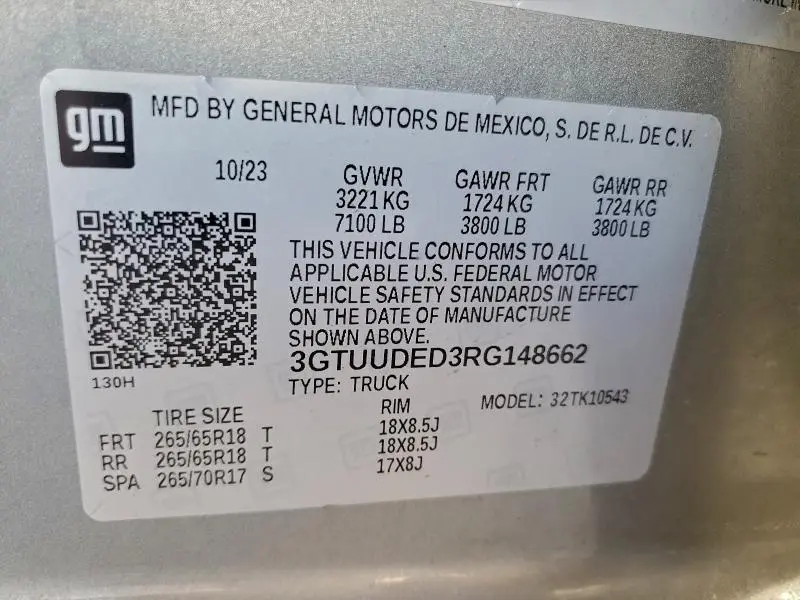 gm
MFD BY GENERAL MOTORS DE MEXICO, S. DE R.L. DE C.V.
10/23 GVWR GAWR FRT GAWR RR
3221 KG 1724 KG 1724 KG
7100 LB 3800 LB 3800 LB
THIS VEHICLE CONFORMS TO ALL
APPLICABLE U.S. FEDERAL MOTOR
VEHICLE SAFETY STANDARDS IN EFFECT
ON THE DATE OF MANUFACTURE
SHOWN ABOVE.
3GTUUDED3RG148662
130H
TYPE: TRUCK
MODEL: 32TK10543
TIRE SIZE RIM
FRT 265/65R18 T 18X8.5J
RR 265/65R18 T 18X8.5J
SPA 265/70R17 S 17X8J